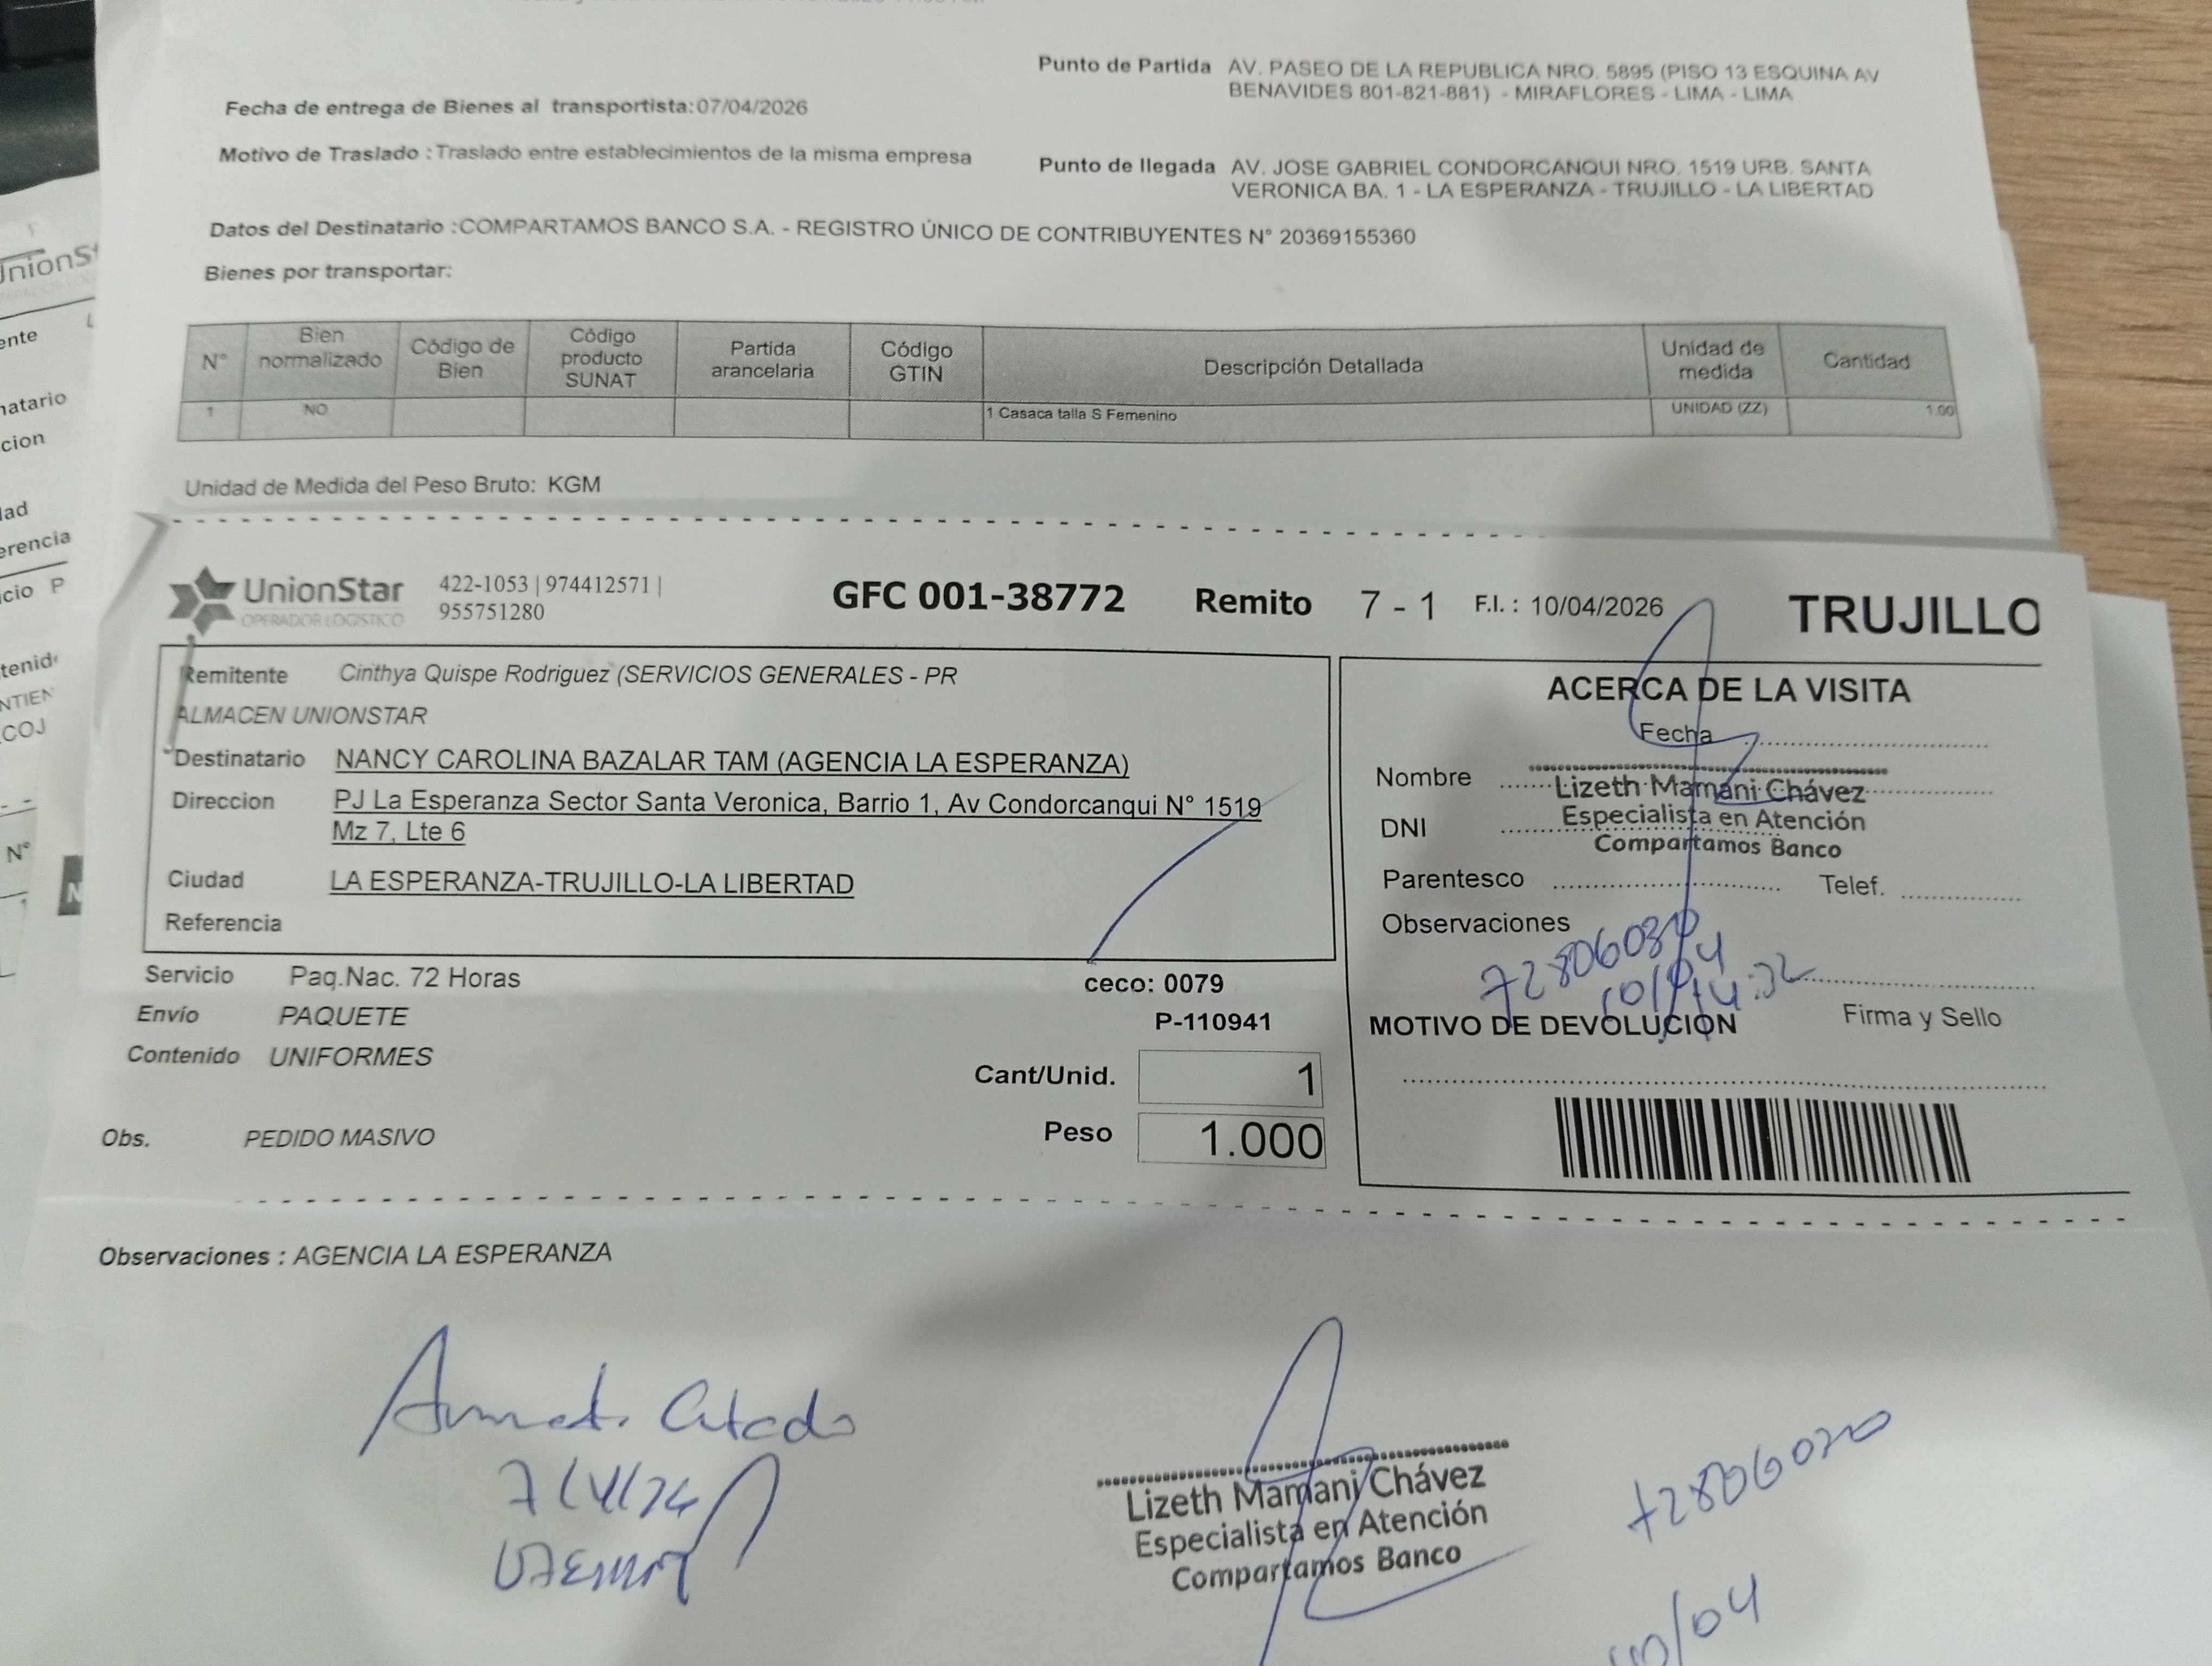 Punto de Partida AV. PASEO DE LA REPUBLICA NRO. 5895 (PISO 13 ESQUINA AV
BENAVIDES 801-821-881) - MIRAFLORES - LIMA - LIMA
Fecha de entrega de Bienes al transportista:07/04/2026
Motivo de Traslado : Traslado entre establecimientos de la misma empresa
Punto de llegada AV. JOSE GABRIEL CONDORCANQUI NRO. 1519 URB. SANTA
VERONICA BA. 1 - LA ESPERANZA - TRUJILLO - LA LIBERTAD
Datos del Destinatario :COMPARTAMOS BANCO S.A. - REGISTRO ÚNICO DE CONTRIBUYENTES N° 20369155360
Bienes por transportar:
N° Bien normalizado Código de Bien Código producto SUNAT Partida arancelaria Código GTIN Descripción Detallada Unidad de medida Cantidad
1 NO 1 Casaca talla S Femenino UNIDAD (ZZ) 1.00
Unidad de Medida del Peso Bruto: KGM
UnionStar
OPERADOR LOGISTICO
422-1053 | 974412571 |
955751280
GFC 001-38772 Remito 7 - 1 F.I. : 10/04/2026 TRUJILLO
Remitente Cinthya Quispe Rodriguez (SERVICIOS GENERALES - PR
ALMACEN UNIONSTAR
Destinatario NANCY CAROLINA BAZALAR TAM (AGENCIA LA ESPERANZA)
Direccion PJ La Esperanza Sector Santa Veronica, Barrio 1, Av Condorcanqui N° 1519
Mz 7, Lte 6
Ciudad LA ESPERANZA-TRUJILLO-LA LIBERTAD
Referencia
Servicio Paq.Nac. 72 Horas
ceco: 0079
Envío PAQUETE
P-110941
Contenido UNIFORMES
Cant/Unid. 1
Peso 1.000
Obs. PEDIDO MASIVO
ACERCA DE LA VISITA
Fecha
Nombre Lizeth Mamani Chávez
Especialista en Atención
DNI
Compartamos Banco
Parentesco Telef.
Observaciones
10/04 14:32
Firma y Sello
MOTIVO DE DEVOLUCION
Observaciones : AGENCIA LA ESPERANZA
Lizeth Mamani Chávez
Especialista en Atención
Compartamos Banco
72806020
10/04